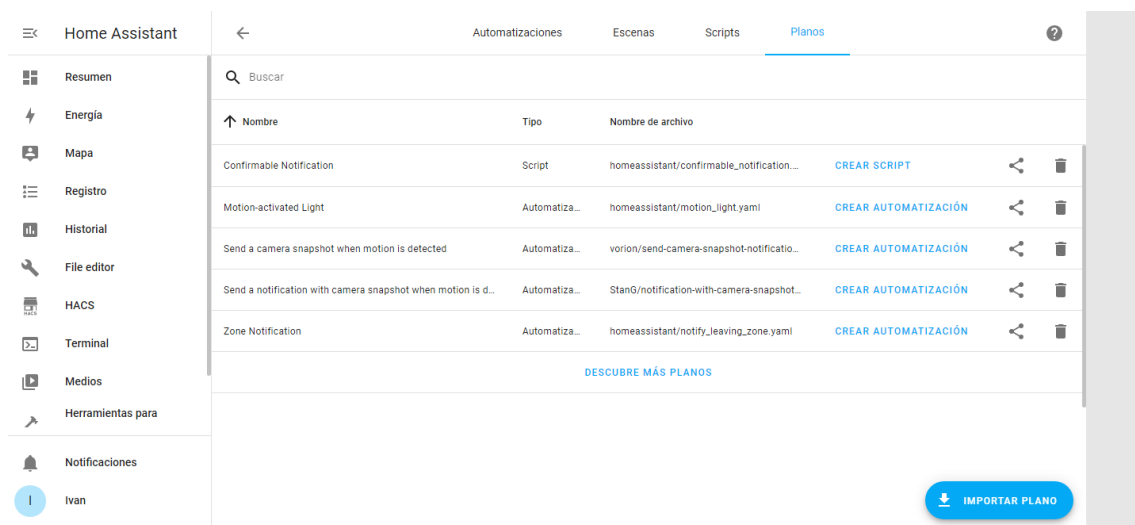 Home Assistant
Automatizaciones Escenas Scripts Planos
Resumen
Energía
Mapa
Registro
Historial
File editor
HACS
HACS
Terminal
Medios
Herramientas para
Notificaciones
I Ivan
Buscar
Nombre Tipo Nombre de archivo
Confirmable Notification Script homeassistant/confirmable_notification.... CREAR SCRIPT
Motion-activated Light Automatiza... homeassistant/motion_light.yaml CREAR AUTOMATIZACIÓN
Send a camera snapshot when motion is detected Automatiza... vorion/send-camera-snapshot-notificatio... CREAR AUTOMATIZACIÓN
Send a notification with camera snapshot when motion is d... Automatiza... StanG/notification-with-camera-snapshot... CREAR AUTOMATIZACIÓN
Zone Notification Automatiza... homeassistant/notify_leaving_zone.yaml CREAR AUTOMATIZACIÓN
DESCUBRE MÁS PLANOS
IMPORTAR PLANO